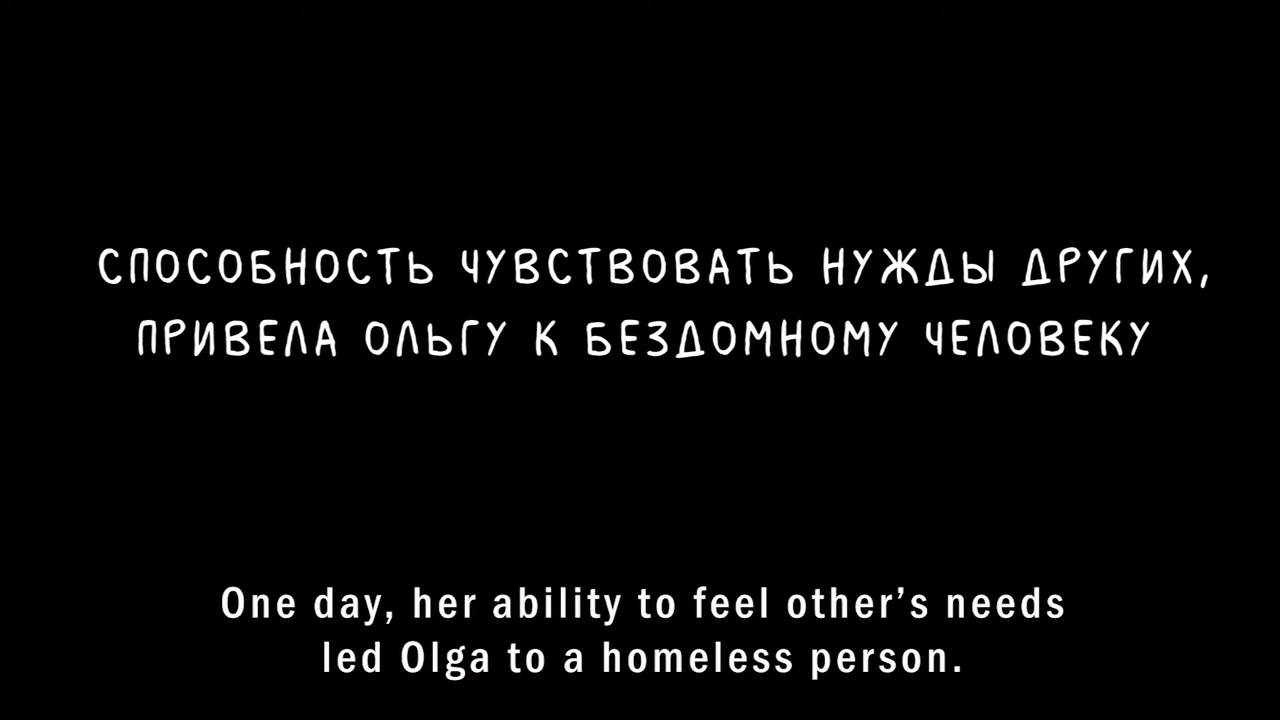 СПОСОБНОСТЬ ЧУВСТВОВАТЬ НУЖДЫ ДРУГИХ,
ПРИВЕЛА ОЛЬГУ К БЕЗДОМНОМУ ЧЕЛОВЕКУ
One day, her ability to feel other’s needs
led Olga to a homeless person.